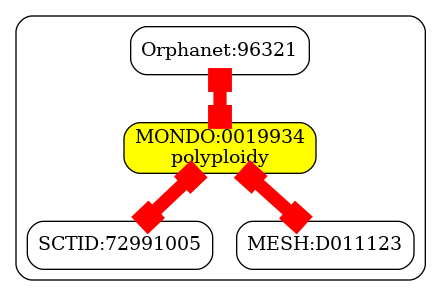 Orphanet:96321
MONDO:0019934
polyploidy
SCTID:72991005
MESH:D011123